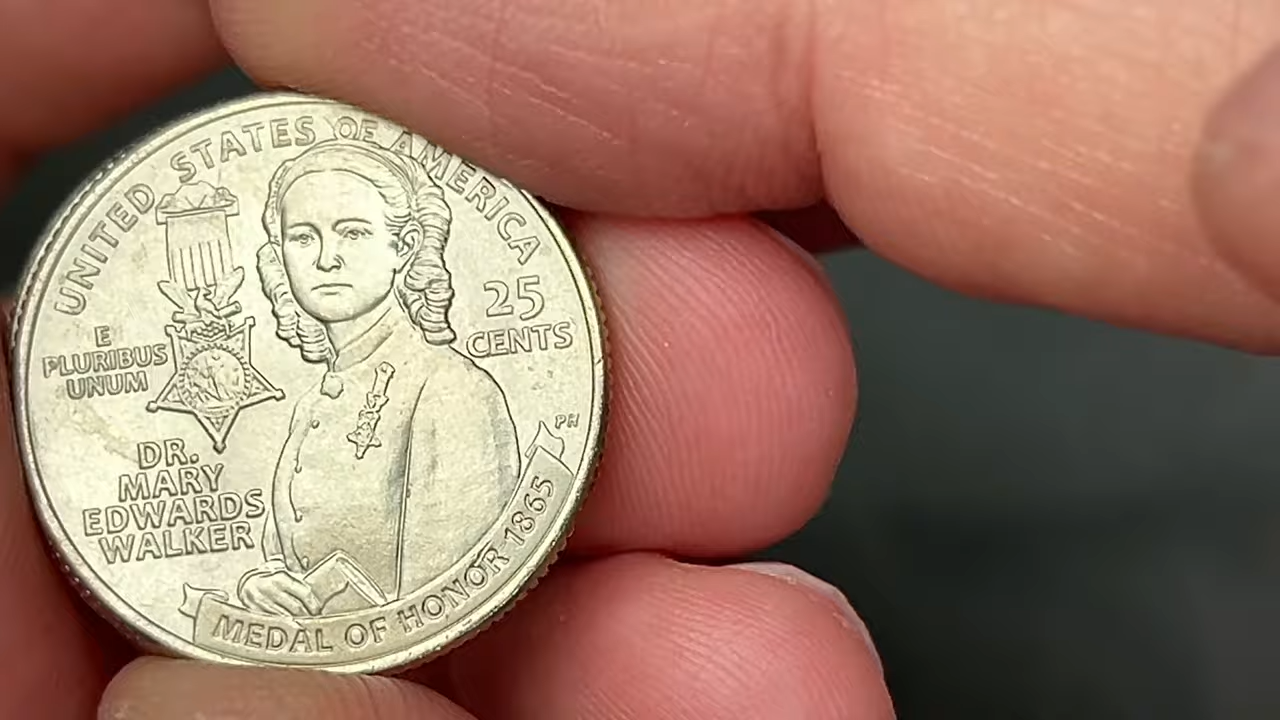 UNITED STATES OF AMERICA
25
CENTS
E
PLURIBUS
UNUM
PH
DR.
MARY
EDWARDS
WALKER
MEDAL OF HONOR 1865